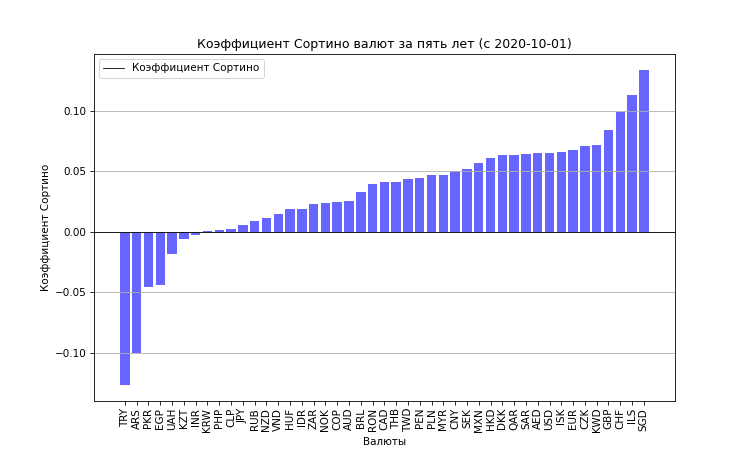 Коэффициент Сортино валют за пять лет (с 2020-10-01)
Коэффициент Сортино
0.10
0.05
0.00
−0.05
−0.10
Коэффициент Сортино
TRY
ARS
PKR
EGP
UAH
KZT
INR
KRW
PHP
CLP
JPY
RUB
NZD
VND
HUF
IDR
ZAR
NOK
COP
AUD
BRL
RON
CAD
THB
TWD
PEN
PLN
MYR
CNY
SEK
MXN
HKD
DKK
QAR
SAR
AED
USD
ISK
EUR
CZK
KWD
GBP
CHF
ILS
SGD
Валюты